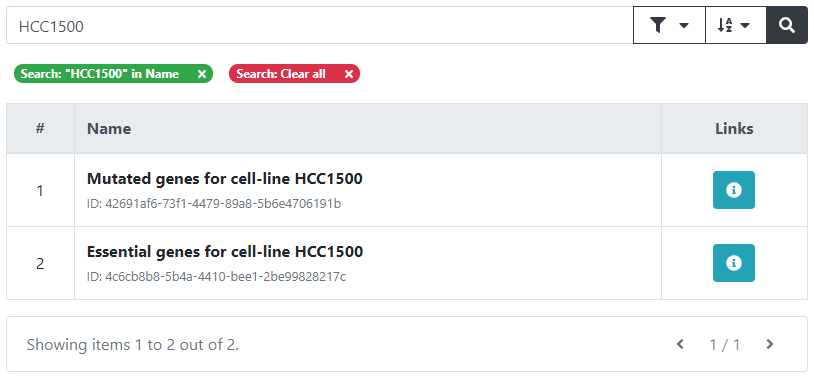 HCC1500
Search: "HCC1500" in Name ×
Search: Clear all ×
# Name Links
1 Mutated genes for cell-line HCC1500
ID: 42691af6-73f1-4479-89a8-5b6e4706191b
2 Essential genes for cell-line HCC1500
ID: 4c6cb8b8-5b4a-4410-bee1-2be99828217c
Showing items 1 to 2 out of 2. 1 / 1